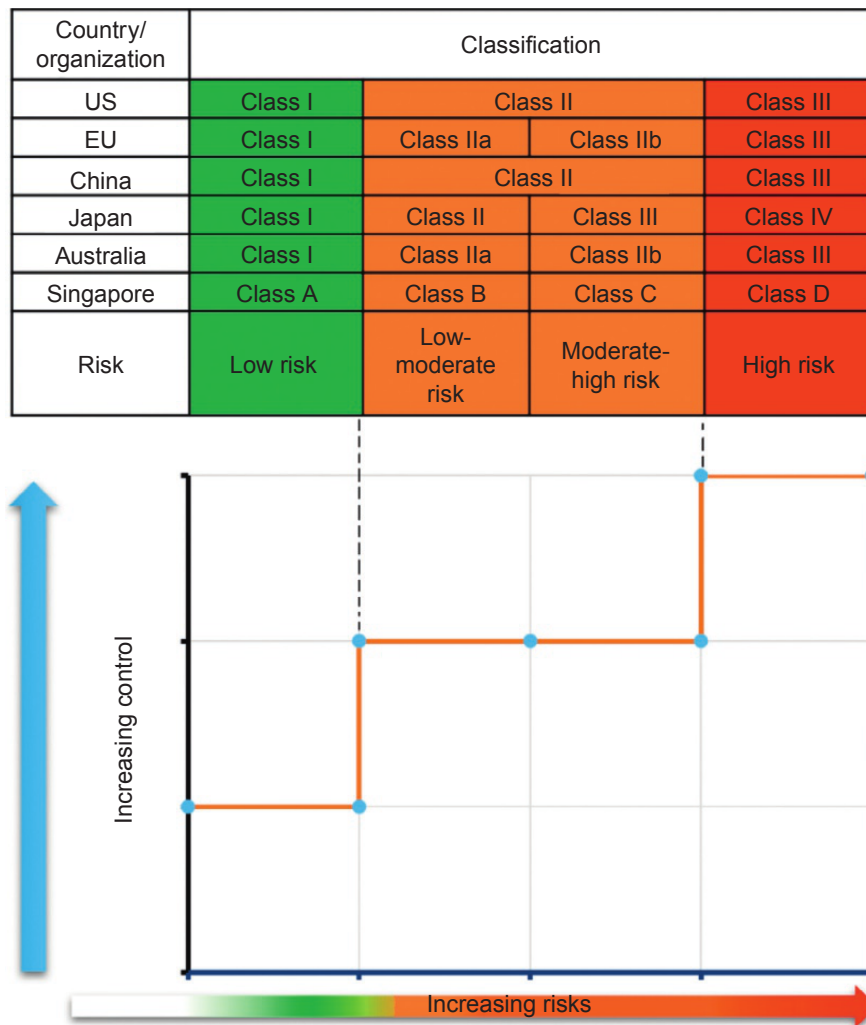 Country/
organization
Classification
US Class I Class II Class III
EU Class I Class IIa Class IIb Class III
China Class I Class II Class III
Japan Class I Class II Class III Class IV
Australia Class I Class IIa Class IIb Class III
Singapore Class A Class B Class C Class D
Risk
Low risk
Low-
moderate
risk
Moderate-
high risk
High risk
Increasing control
Increasing risks